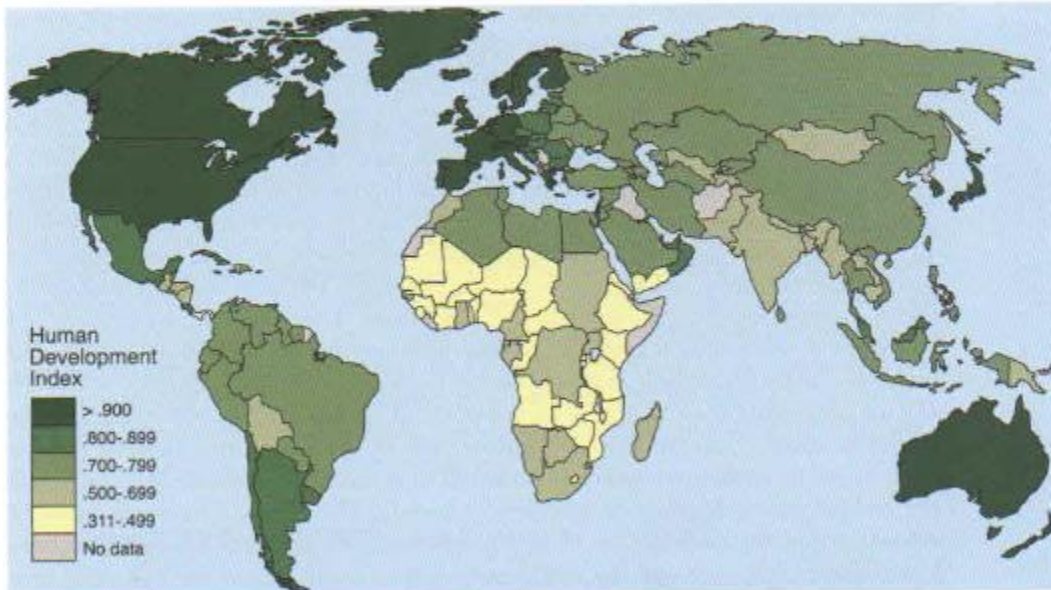 Human
Development
Index
> .900
.800-.899
.700-.799
.500-.699
.311-.499
No data